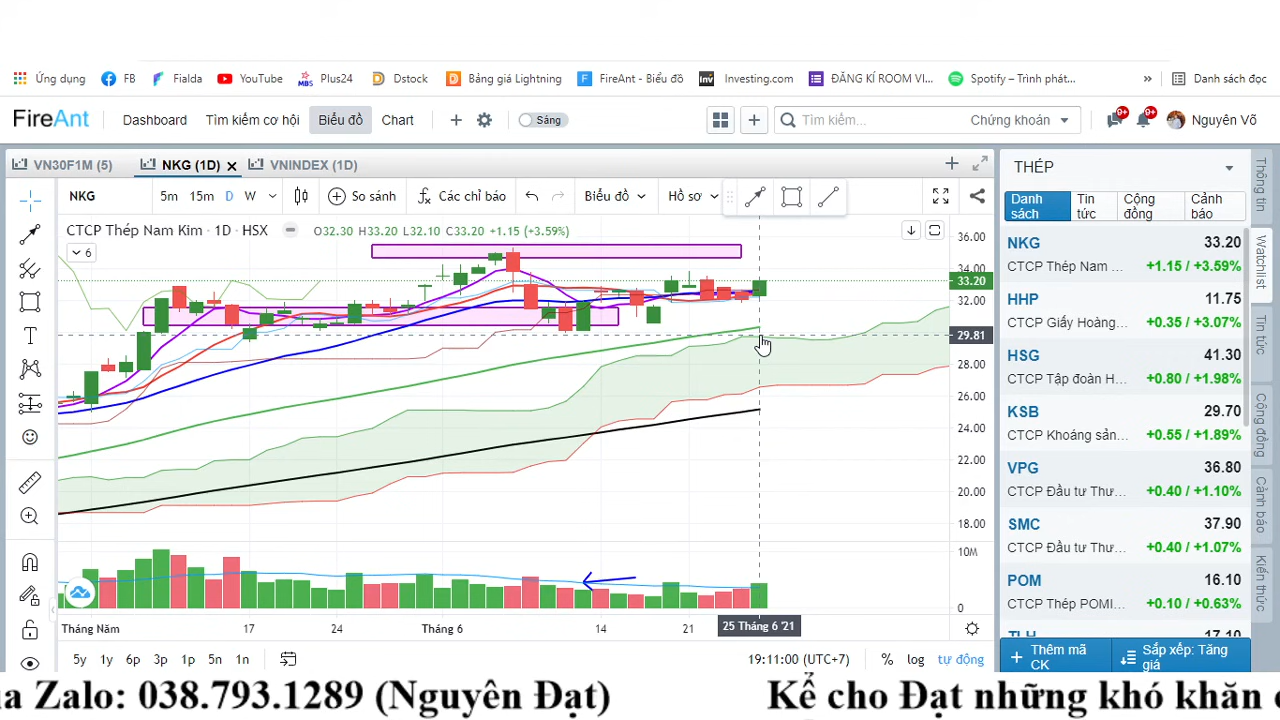 Ứng dụng FB Fialda YouTube MBS Plus24 Dstock Bảng giá Lightning FireAnt - Biểu đồ inv Investing.com ĐĂNG KÍ ROOM VI... Spotify – Trình phát... » Danh sách đọc
FireAnt Dashboard Tìm kiếm cơ hội Biểu đồ Chart Sáng Tìm kiếm... Chứng khoán 9+ 9+ Nguyên Võ
VN30F1M (5) NKG (1D) VNINDEX (1D)
NKG 5m 15m D W So sánh Các chỉ báo Biểu đồ Hồ sơ
CTCP Thép Nam Kim · 1D · HSX O32.30 H33.20 L32.10 C33.20 +1.15 (+3.59%)
6
36.00
34.00
33.20
32.00
29.81
28.00
26.00
24.00
22.00
20.00
18.00
10M
0
Tháng Năm 17 24 Tháng 6 14 21 25 Tháng 6 '21
5y 1y 6p 3p 1p 5n 1n 19:11:00 (UTC+7) % log tự động
THÉP
Danh sách Tin tức Cộng đồng Cảnh báo
NKG 33.20
CTCP Thép Nam ... +1.15 / +3.59%
HHP 11.75
CTCP Giấy Hoàng... +0.35 / +3.07%
HSG 41.30
CTCP Tập đoàn H... +0.80 / +1.98%
KSB 29.70
CTCP Khoáng sản... +0.55 / +1.89%
VPG 36.80
CTCP Đầu tư Thư... +0.40 / +1.10%
SMC 37.90
CTCP Đầu tư Thư... +0.40 / +1.07%
POM 16.10
CTCP Thép POMI... +0.10 / +0.63%
TLH 17.10
Thêm mã CK Sắp xếp: Tăng giá
Thông tin
Watchlist
Tin tức
Cộng đồng
Cảnh báo
Kiến thức
Zalo: 038.793.1289 (Nguyên Đạt) Kể cho Đạt những khó khăn